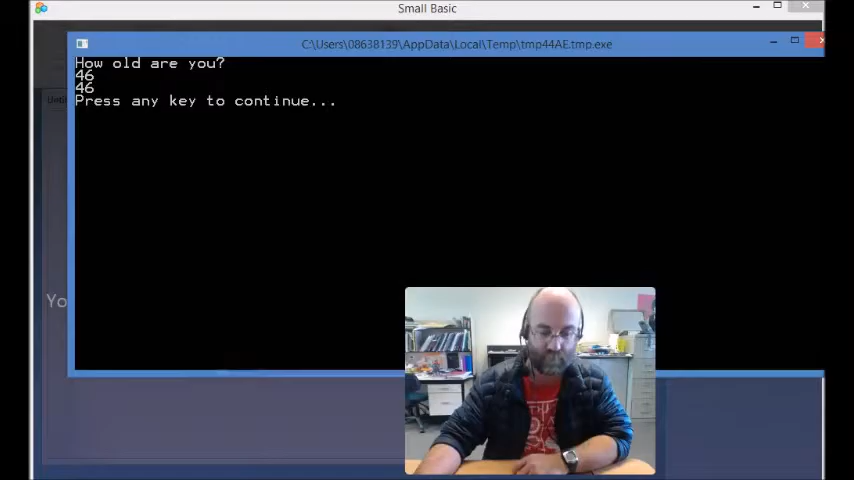 Small Basic
C:\Users\08638139\AppData\Local\Temp\tmp44AE.tmp.exe
How old are you?
46
46
Press any key to continue...
Yo